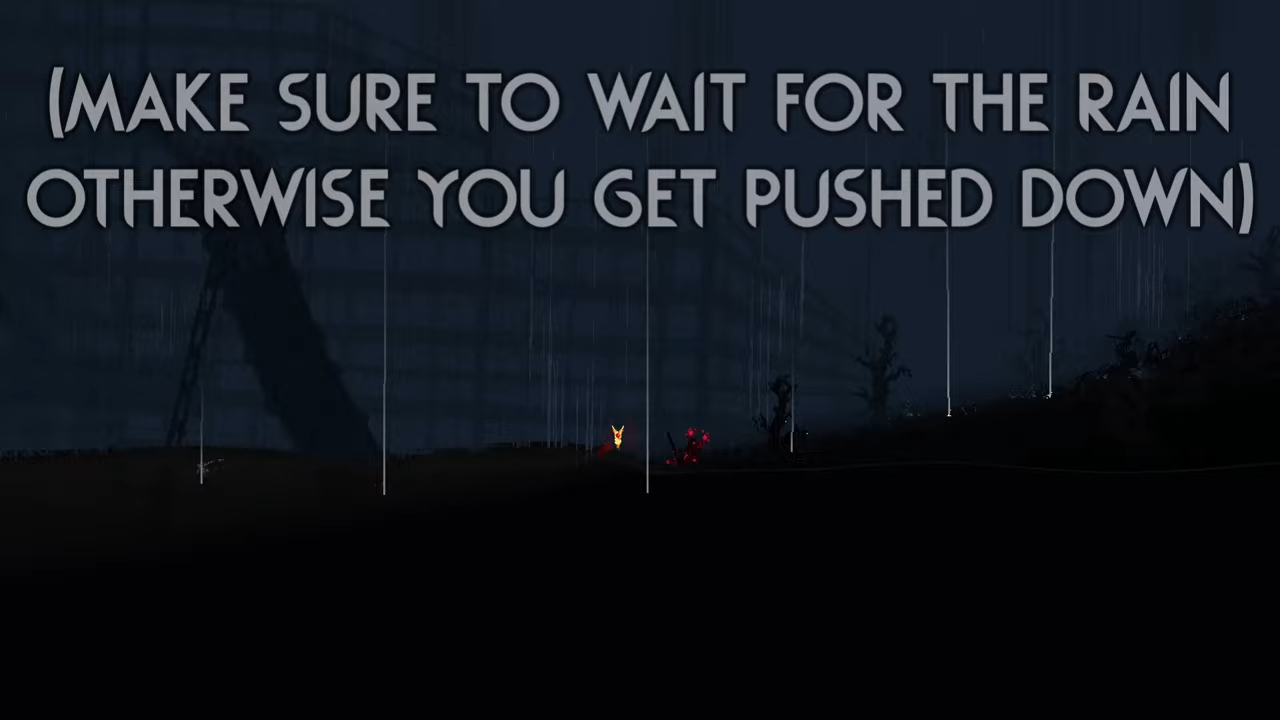 (MAKE SURE TO WAIT FOR THE RAIN
OTHERWISE YOU GET PUSHED DOWN)